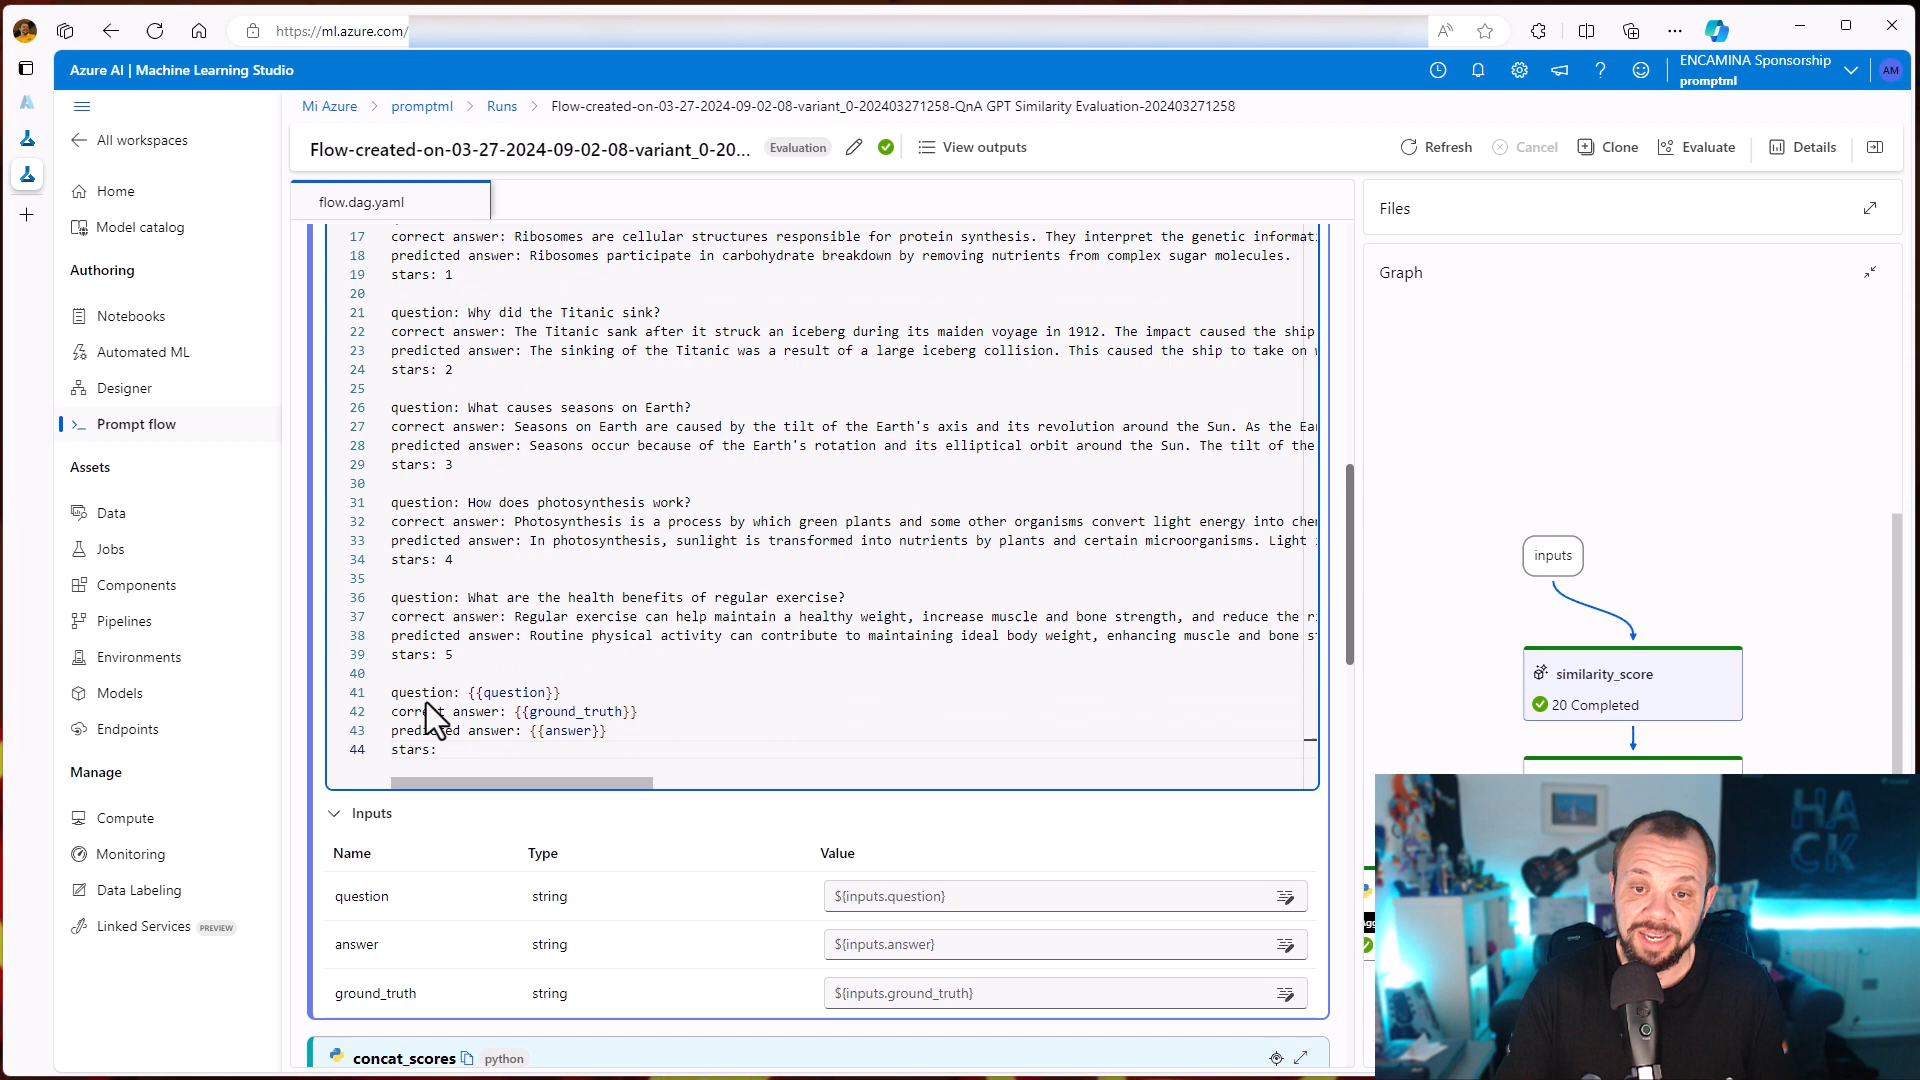 https://ml.azure.com/
Azure AI | Machine Learning Studio
ENCAMINA Sponsorship
promptml
AM
All workspaces
Home
Model catalog
Authoring
Notebooks
Automated ML
Designer
Prompt flow
Assets
Data
Jobs
Components
Pipelines
Environments
Models
Endpoints
Manage
Compute
Monitoring
Data Labeling
Linked Services PREVIEW
Mi Azure > promptml > Runs > Flow-created-on-03-27-2024-09-02-08-variant_0-202403271258-QnA GPT Similarity Evaluation-202403271258
Flow-created-on-03-27-2024-09-02-08-variant_0-20... Evaluation View outputs
Refresh Cancel Clone Evaluate Details
flow.dag.yaml
17 correct answer: Ribosomes are cellular structures responsible for protein synthesis. They interpret the genetic informati
18 predicted answer: Ribosomes participate in carbohydrate breakdown by removing nutrients from complex sugar molecules.
19 stars: 1
20
21 question: Why did the Titanic sink?
22 correct answer: The Titanic sank after it struck an iceberg during its maiden voyage in 1912. The impact caused the ship
23 predicted answer: The sinking of the Titanic was a result of a large iceberg collision. This caused the ship to take on
24 stars: 2
25
26 question: What causes seasons on Earth?
27 correct answer: Seasons on Earth are caused by the tilt of the Earth's axis and its revolution around the Sun. As the Ear
28 predicted answer: Seasons occur because of the Earth's rotation and its elliptical orbit around the Sun. The tilt of the
29 stars: 3
30
31 question: How does photosynthesis work?
32 correct answer: Photosynthesis is a process by which green plants and some other organisms convert light energy into che
33 predicted answer: In photosynthesis, sunlight is transformed into nutrients by plants and certain microorganisms. Light
34 stars: 4
35
36 question: What are the health benefits of regular exercise?
37 correct answer: Regular exercise can help maintain a healthy weight, increase muscle and bone strength, and reduce the r
38 predicted answer: Routine physical activity can contribute to maintaining ideal body weight, enhancing muscle and bone s
39 stars: 5
40
41 question: {{question}}
42 correct answer: {{ground_truth}}
43 predicted answer: {{answer}}
44 stars:
Inputs
Name Type Value
question string ${inputs.question}
answer string ${inputs.answer}
ground_truth string ${inputs.ground_truth}
concat_scores python
Files
Graph
inputs
similarity_score
20 Completed
HACK